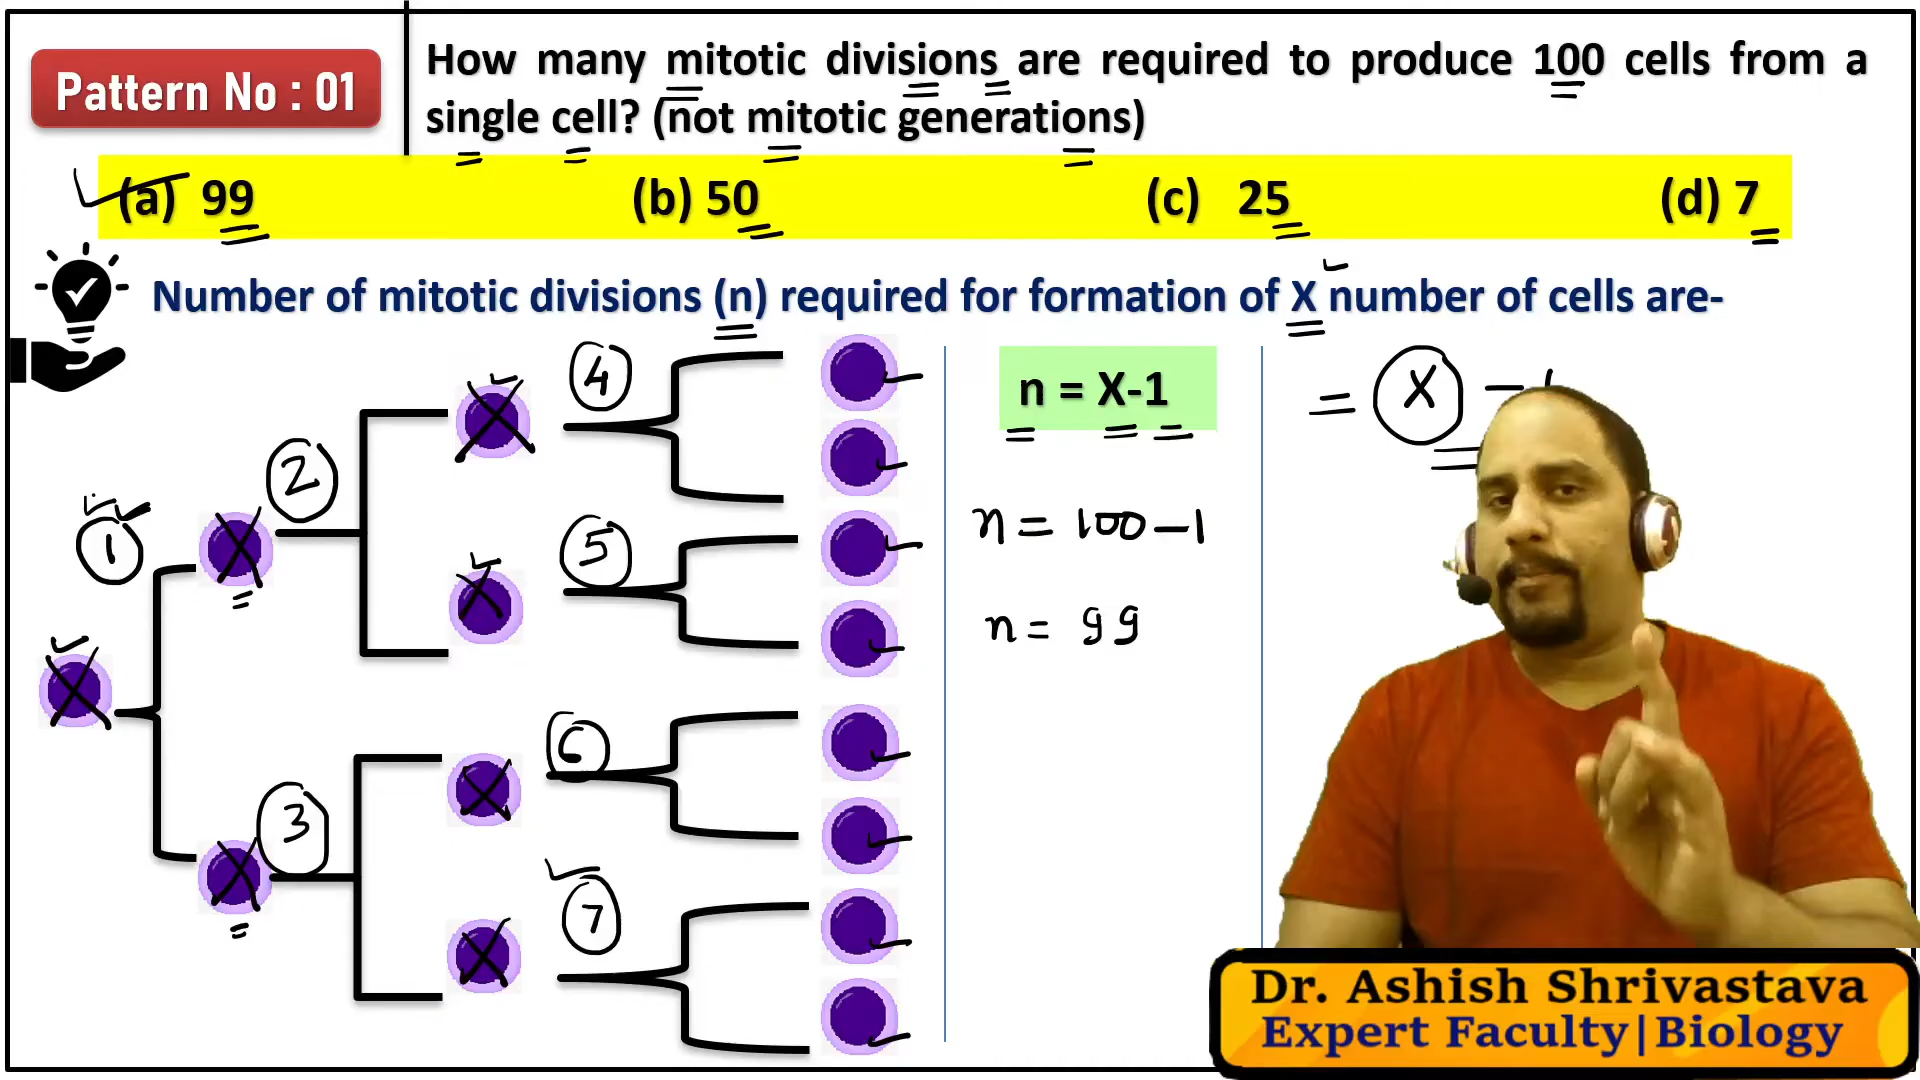 Pattern No : 01
How many mitotic divisions are required to produce 100 cells from a
single cell? (not mitotic generations)
(a) 99 (b) 50 (c) 25 (d) 7
Number of mitotic divisions (n) required for formation of X number of cells are-
n = X-1
= X -
n = 100 - 1
n = 99
1
2
3
4
5
6
7
Dr. Ashish Shrivastava
Expert Faculty|Biology